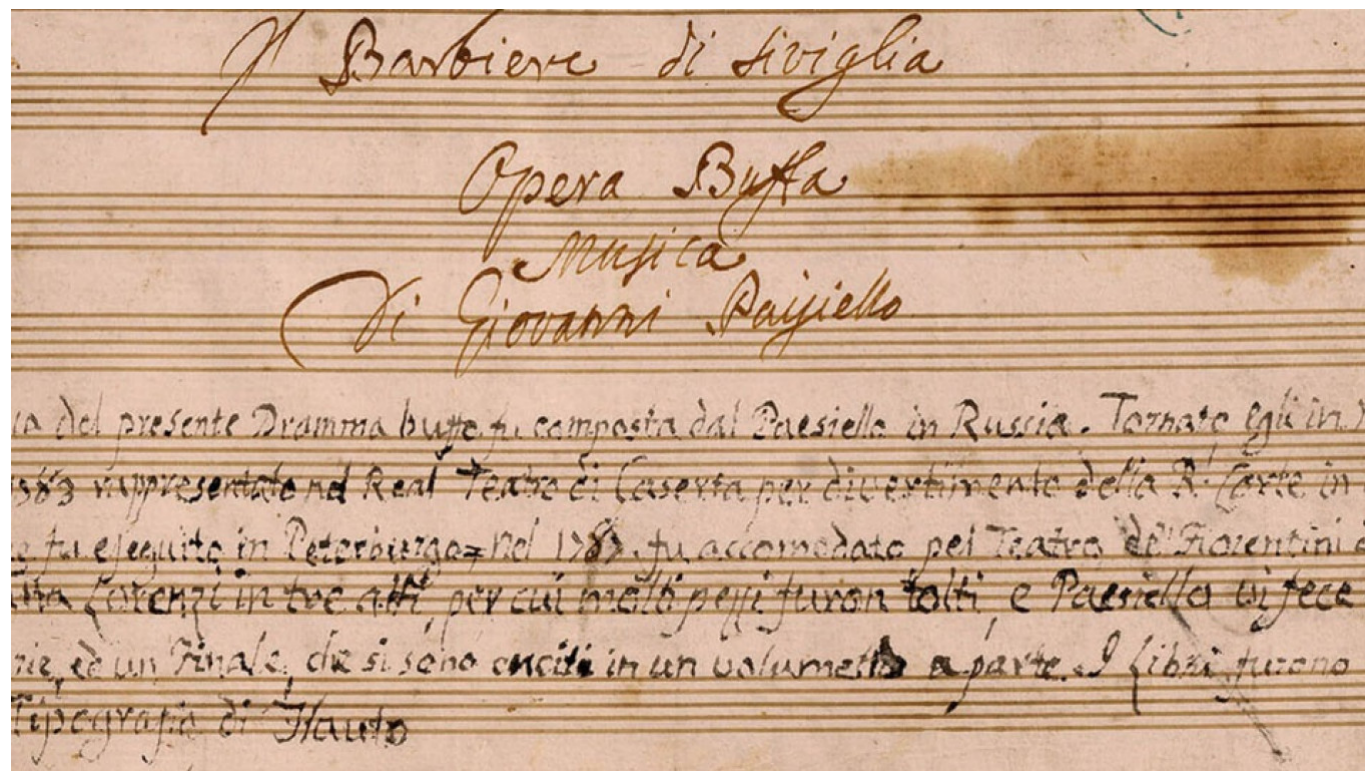 Il Barbiere di Siviglia
Opera Buffa
Musica
Di Giovanni Paisiello
del presente Dramma buffo fu composta dal Paesiello in Russia. Tornato egli in
1783 rappresentato nel Real Teatro di Caserta per divertimento della R. Corte in
fu eseguito in Peterburgo= Nel 1787. fu accomodato pel Teatro de' Fiorentini
Lorenzi in tre atti, per cui molti pezzi furon tolti, e Paesiello vi fece
ed un Finale, che si sono in un volumetto a parte. I Libri furono
Tipografia di Flauto